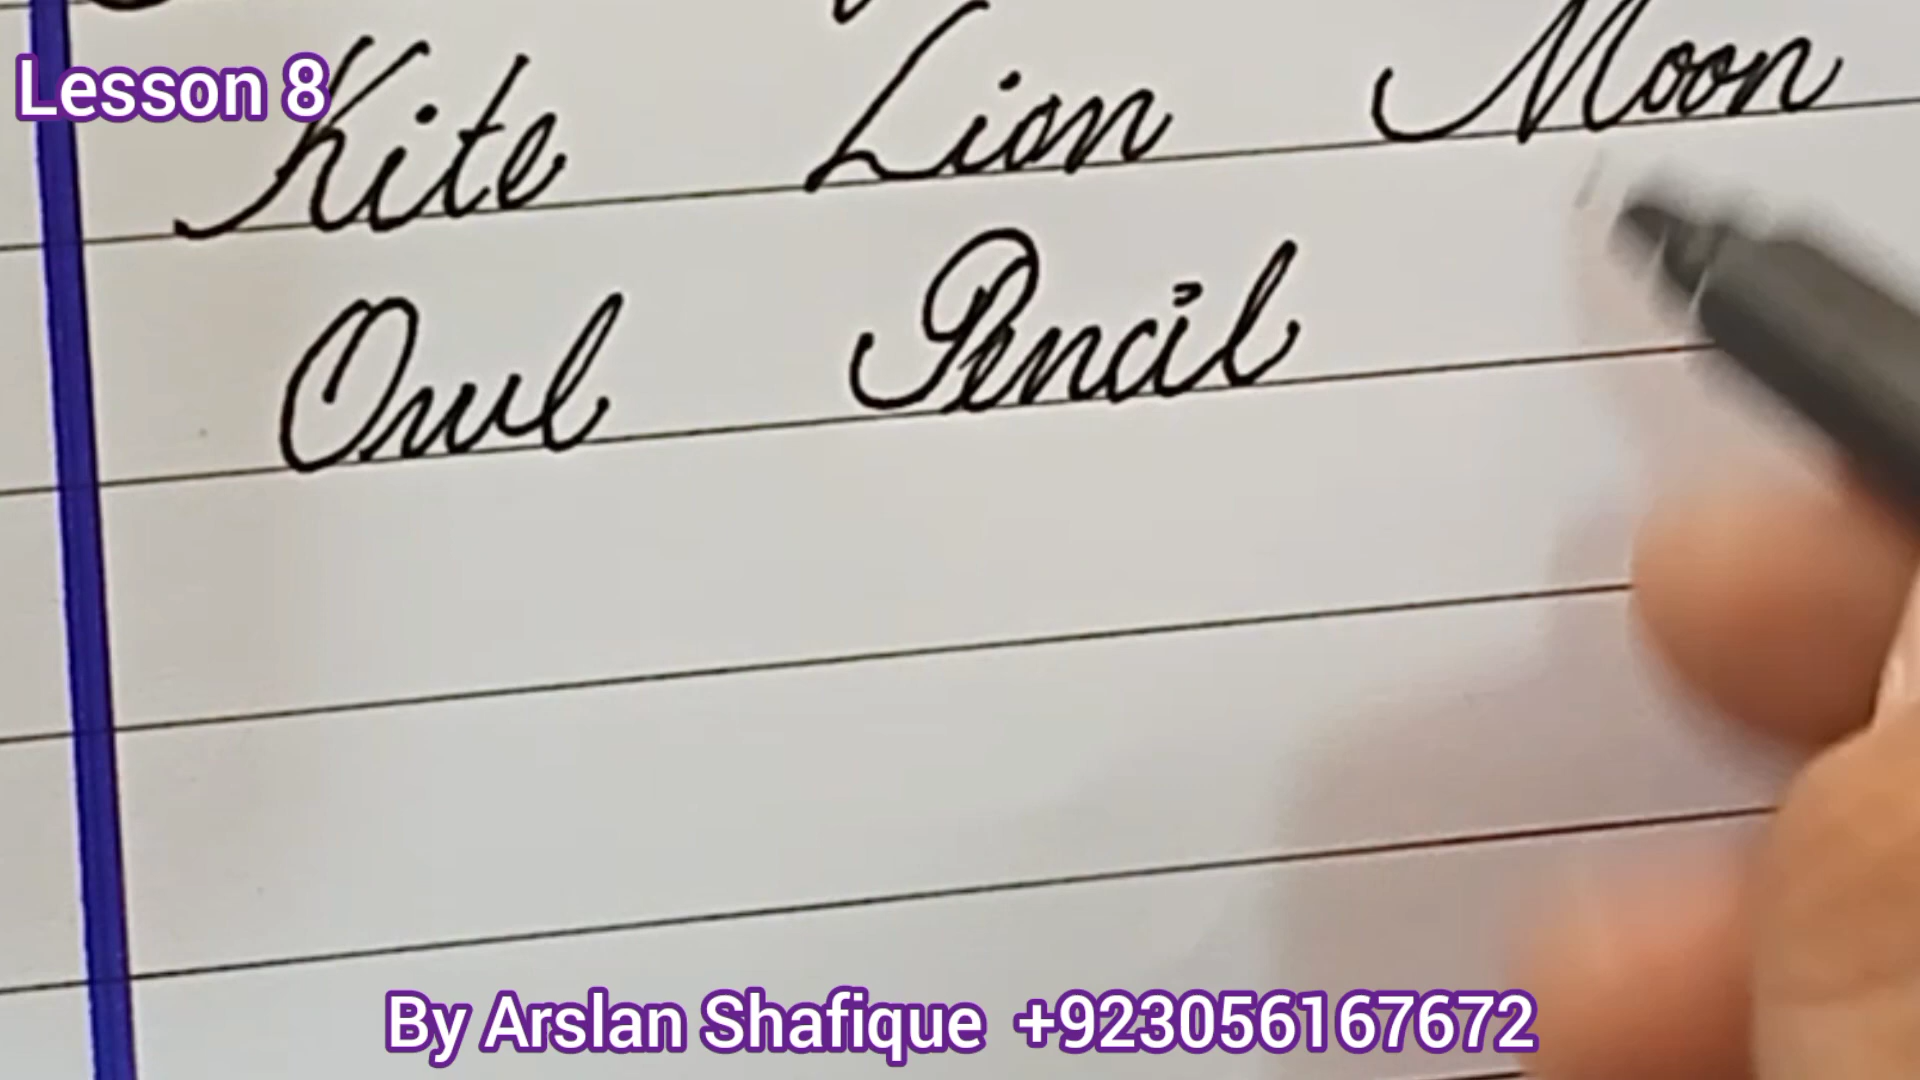 Lesson 8
Kite Lion Moon
Owl Pencil
By Arslan Shafique +923056167672